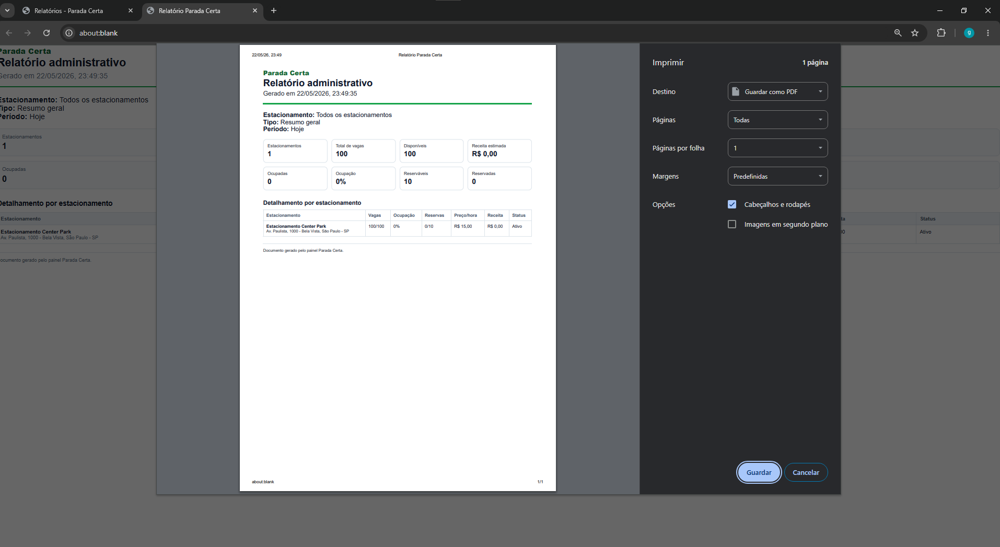 Relatórios - Parada Certa
Relatório Parada Certa
about:blank
g
Parada Certa
Relatório administrativo
Gerado em 22/05/2026, 23:49:35
Estacionamento: Todos os estacionamentos
Tipo: Resumo geral
Período: Hoje
Estacionamentos
1
Ocupadas
0
Detalhamento por estacionamento
Estacionamento
Estacionamento Center Park
Av. Paulista, 1000 - Bela Vista, São Paulo - SP
ocumento gerado pelo painel Parada Certa.
22/05/26, 23:49
Relatório Parada Certa
Parada Certa
Relatório administrativo
Gerado em 22/05/2026, 23:49:35
Estacionamento: Todos os estacionamentos
Tipo: Resumo geral
Período: Hoje
Estacionamentos
1
Total de vagas
100
Disponíveis
100
Receita estimada
R$ 0,00
Ocupadas
0
Ocupação
0%
Reserváveis
10
Reservadas
0
Detalhamento por estacionamento
Estacionamento Vagas Ocupação Reservas Preço/hora Receita Status
Estacionamento Center Park 100/100 0% 0/10 R$ 15,00 R$ 0,00 Ativo
Av. Paulista, 1000 - Bela Vista, São Paulo - SP
Documento gerado pelo painel Parada Certa.
about:blank
1/1
Imprimir
1 página
Destino
Guardar como PDF
Páginas
Todas
Páginas por folha
1
Margens
Predefinidas
Opções
Cabeçalhos e rodapés
Imagens em segundo plano
Guardar
Cancelar
ta
Status
00
Ativo